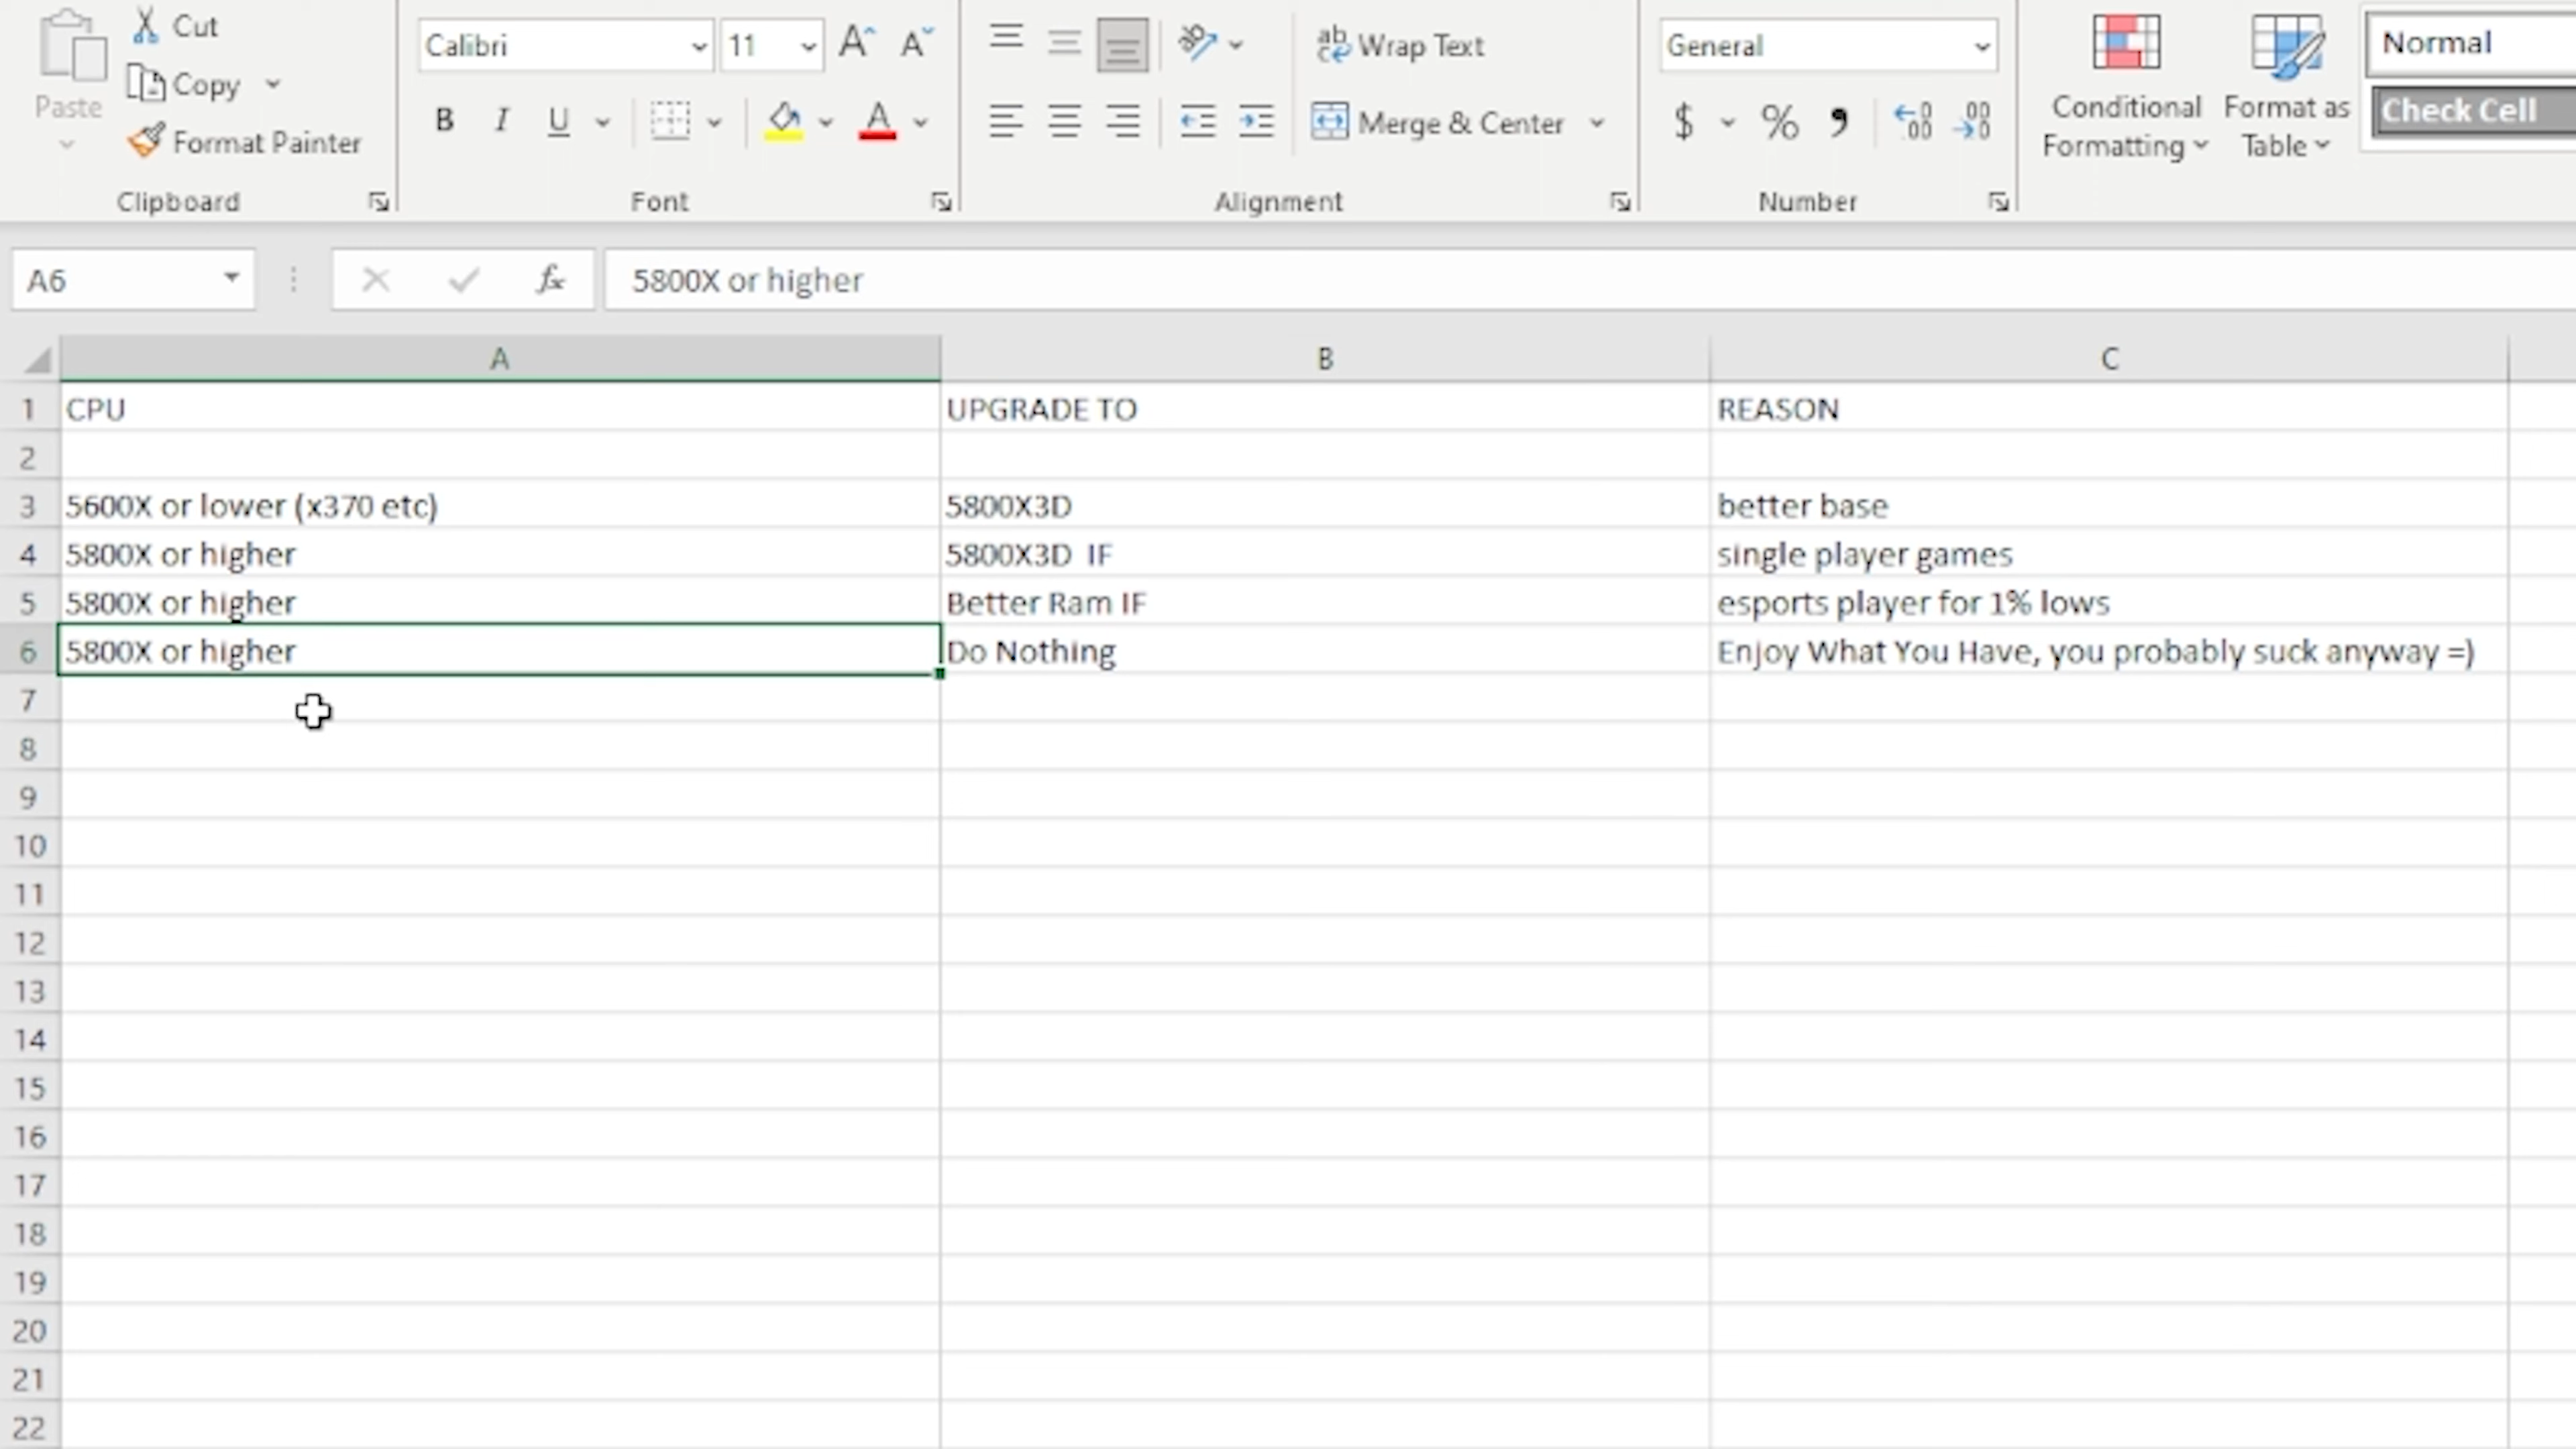 Cut
Calibri
11
Wrap Text
General
Normal
Copy
Paste
Conditional Formatting
Format as Table
Check Cell
Format Painter
B I U
Merge & Center
$ % 9
Clipboard
Font
Alignment
Number
A6
fx
5800X or higher
A B C
1 CPU UPGRADE TO REASON
2
3 5600X or lower (x370 etc) 5800X3D better base
4 5800X or higher 5800X3D IF single player games
5 5800X or higher Better Ram IF esports player for 1% lows
6 5800X or higher Do Nothing Enjoy What You Have, you probably suck anyway =)
7
8
9
10
11
12
13
14
15
16
17
18
19
20
21
22